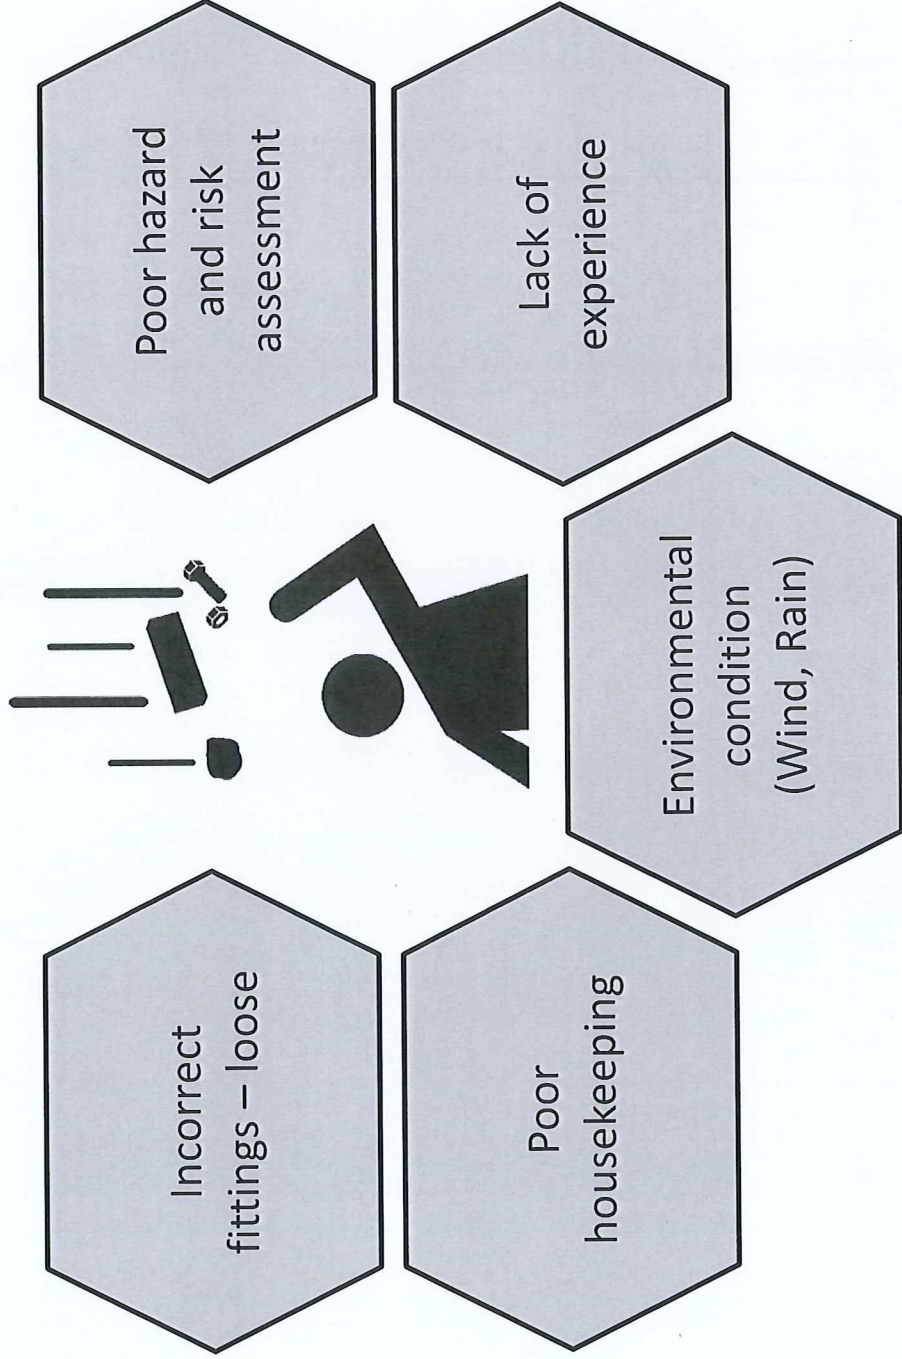 Incorrect
fittings – loose
Poor hazard
and risk
assessment
Poor
housekeeping
Lack of
experience
Environmental
condition
(Wind, Rain)